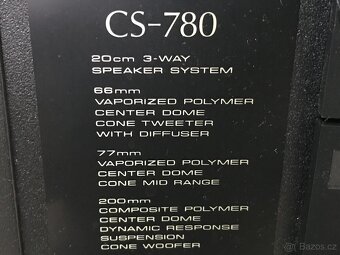 CS-780
20cm 3-WAY
SPEAKER SYSTEM
66mm
VAPORIZED POLYMER
CENTER DOME
CONE TWEETER
WITH DIFFUSER
77mm
VAPORIZED POLYMER
CENTER DOME
CONE MID RANGE
200mm
COMPOSITE POLYMER
CENTER DOME
DYNAMIC RESPONSE
SUSPENSION
CONE WOOFER
Bazoš.cz